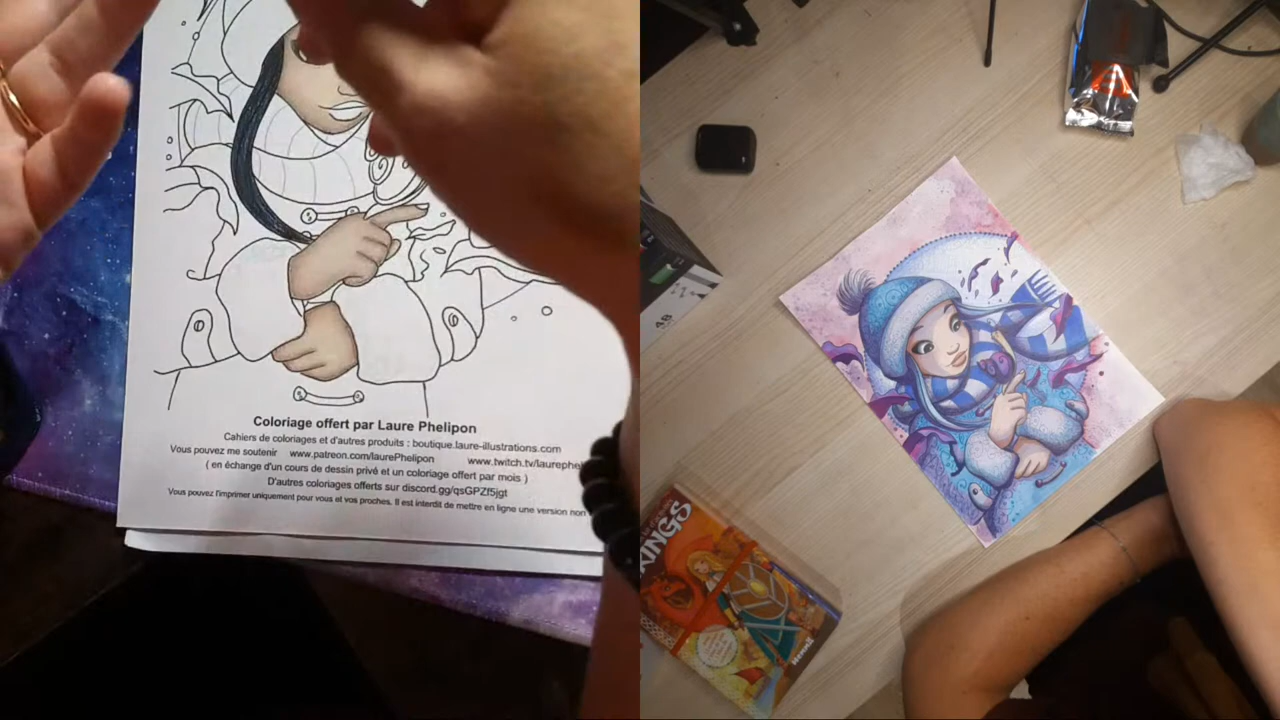 Coloriage offert par Laure Phelipon
Cahiers de coloriages et d'autres produits : boutique.laure-illustrations.com
Vous pouvez me soutenir www.patreon.com/laurePhelipon www.twitch.tv/laurephel
( en échange d'un cours de dessin privé et un coloriage offert par mois )
D'autres coloriages offerts sur discord.gg/qsGPZf5jgt
Vous pouvez l'imprimer uniquement pour vous et vos proches. Il est interdit de mettre en ligne une version non
KINGS